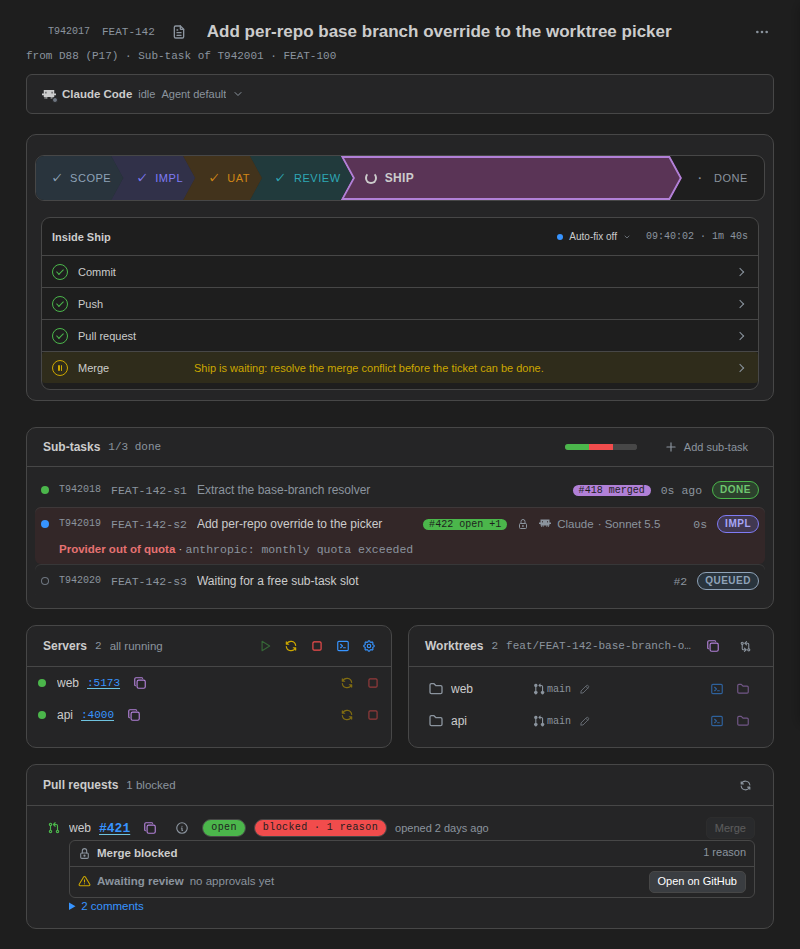 T942017 FEAT-142 Add per-repo base branch override to the worktree picker
from D88 (P17) · Sub-task of T942001 · FEAT-100
Claude Code idle Agent default
SCOPE IMPL UAT REVIEW SHIP DONE
Inside Ship Auto-fix off 09:40:02 · 1m 40s
Commit
Push
Pull request
Merge Ship is waiting: resolve the merge conflict before the ticket can be done.
Sub-tasks 1/3 done Add sub-task
T942018 FEAT-142-s1 Extract the base-branch resolver #418 merged 0s ago DONE
T942019 FEAT-142-s2 Add per-repo override to the picker #422 open +1 Claude · Sonnet 5.5 0s IMPL
Provider out of quota · anthropic: monthly quota exceeded
T942020 FEAT-142-s3 Waiting for a free sub-task slot #2 QUEUED
Servers 2 all running
web :5173
api :4000
Worktrees 2 feat/FEAT-142-base-branch-o…
web main
api main
Pull requests 1 blocked
web #421 open blocked · 1 reason opened 2 days ago Merge
Merge blocked 1 reason
Awaiting review no approvals yet Open on GitHub
2 comments